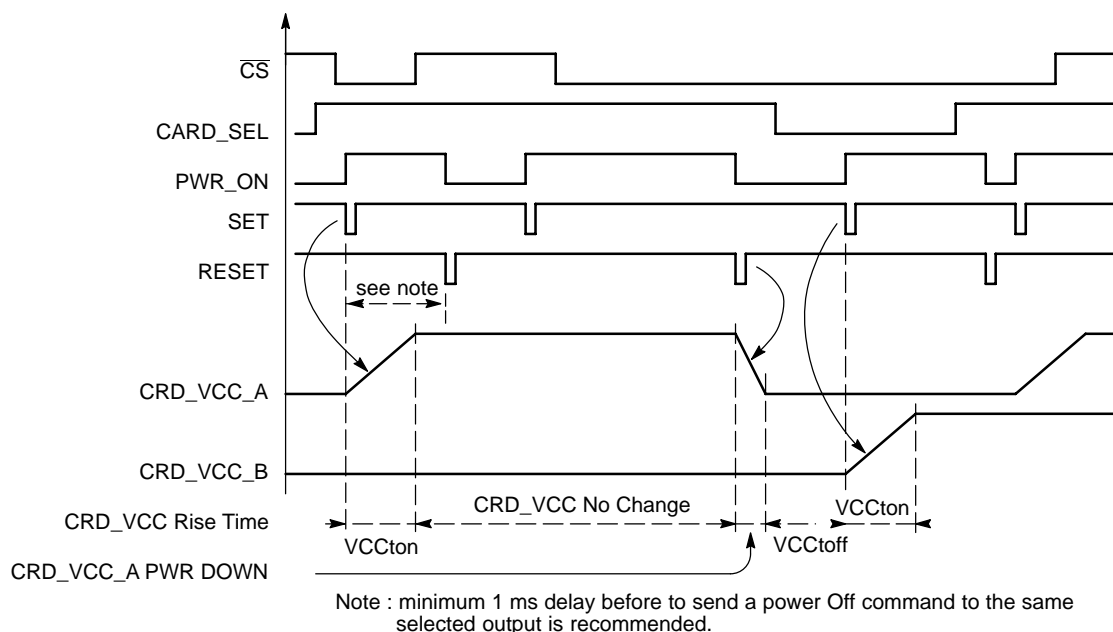 CS
CARD_SEL
PWR_ON
SET
RESET
see note
CRD_VCC_A
CRD_VCC_B
CRD_VCC No Change
VCCton
CRD_VCC Rise Time
VCCton
VCCtoff
CRD_VCC_A PWR DOWN
Note : minimum 1 ms delay before to send a power Off command to the same
selected output is recommended.